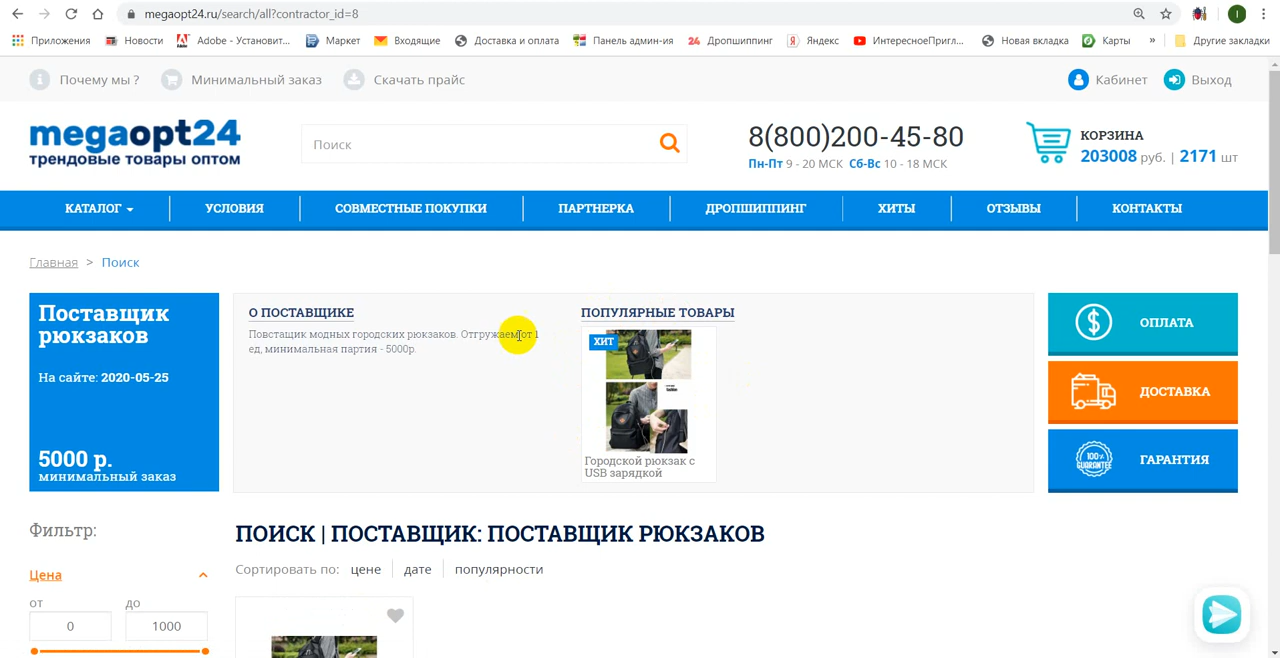 megaopt24.ru/search/all?contractor_id=8
Приложения
Новости
Adobe - Установит...
Маркет
Входящие
Доставка и оплата
Панель админ-ия
24 Дропшиппинг
Яндекс
ИнтересноеПригл...
Новая вкладка
Карты
»
Другие закладки
Почему мы ?
Минимальный заказ
Скачать прайс
Кабинет
Выход
megaopt24
трендовые товары оптом
Поиск
8(800)200-45-80
Пн-Пт 9 - 20 МСК Сб-Вс 10 - 18 МСК
КОРЗИНА
203008 руб. | 2171 шт
КАТАЛОГ
УСЛОВИЯ
СОВМЕСТНЫЕ ПОКУПКИ
ПАРТНЕРКА
ДРОПШИППИНГ
ХИТЫ
ОТЗЫВЫ
КОНТАКТЫ
Главная > Поиск
Поставщик
рюкзаков
На сайте: 2020-05-25
5000 р.
минимальный заказ
О ПОСТАВЩИКЕ
Повстащик модных городских рюкзаков. Отгружаем от 1
ед, минимальная партия - 5000р.
ПОПУЛЯРНЫЕ ТОВАРЫ
ХИТ
Городской рюкзак с
USB зарядкой
ОПЛАТА
ДОСТАВКА
100%
GUARANTEE
ГАРАНТИЯ
Фильтр:
Цена
от
до
0
1000
ПОИСК | ПОСТАВЩИК: ПОСТАВЩИК РЮКЗАКОВ
Сортировать по: цене | дате | популярности